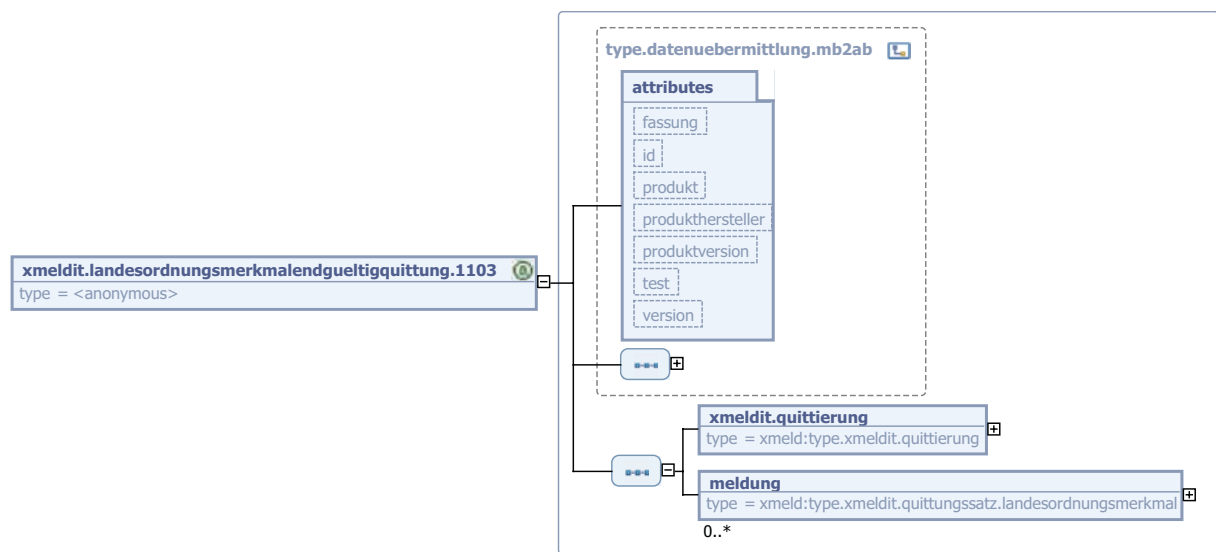 type.datenuebermittlung.mb2ab
attributes
fassung
id
produkt
produkthersteller
produktversion
test
version
xmeldit.landesordnungsmerkmalendgueltigquittung.1103
type = <anonymous>
xmeldit.quittierung
type = xmeld:type.xmeldit.quittierung
meldung
type = xmeld:type.xmeldit.quittungssatz.landesordnungsmerkmal
0..*